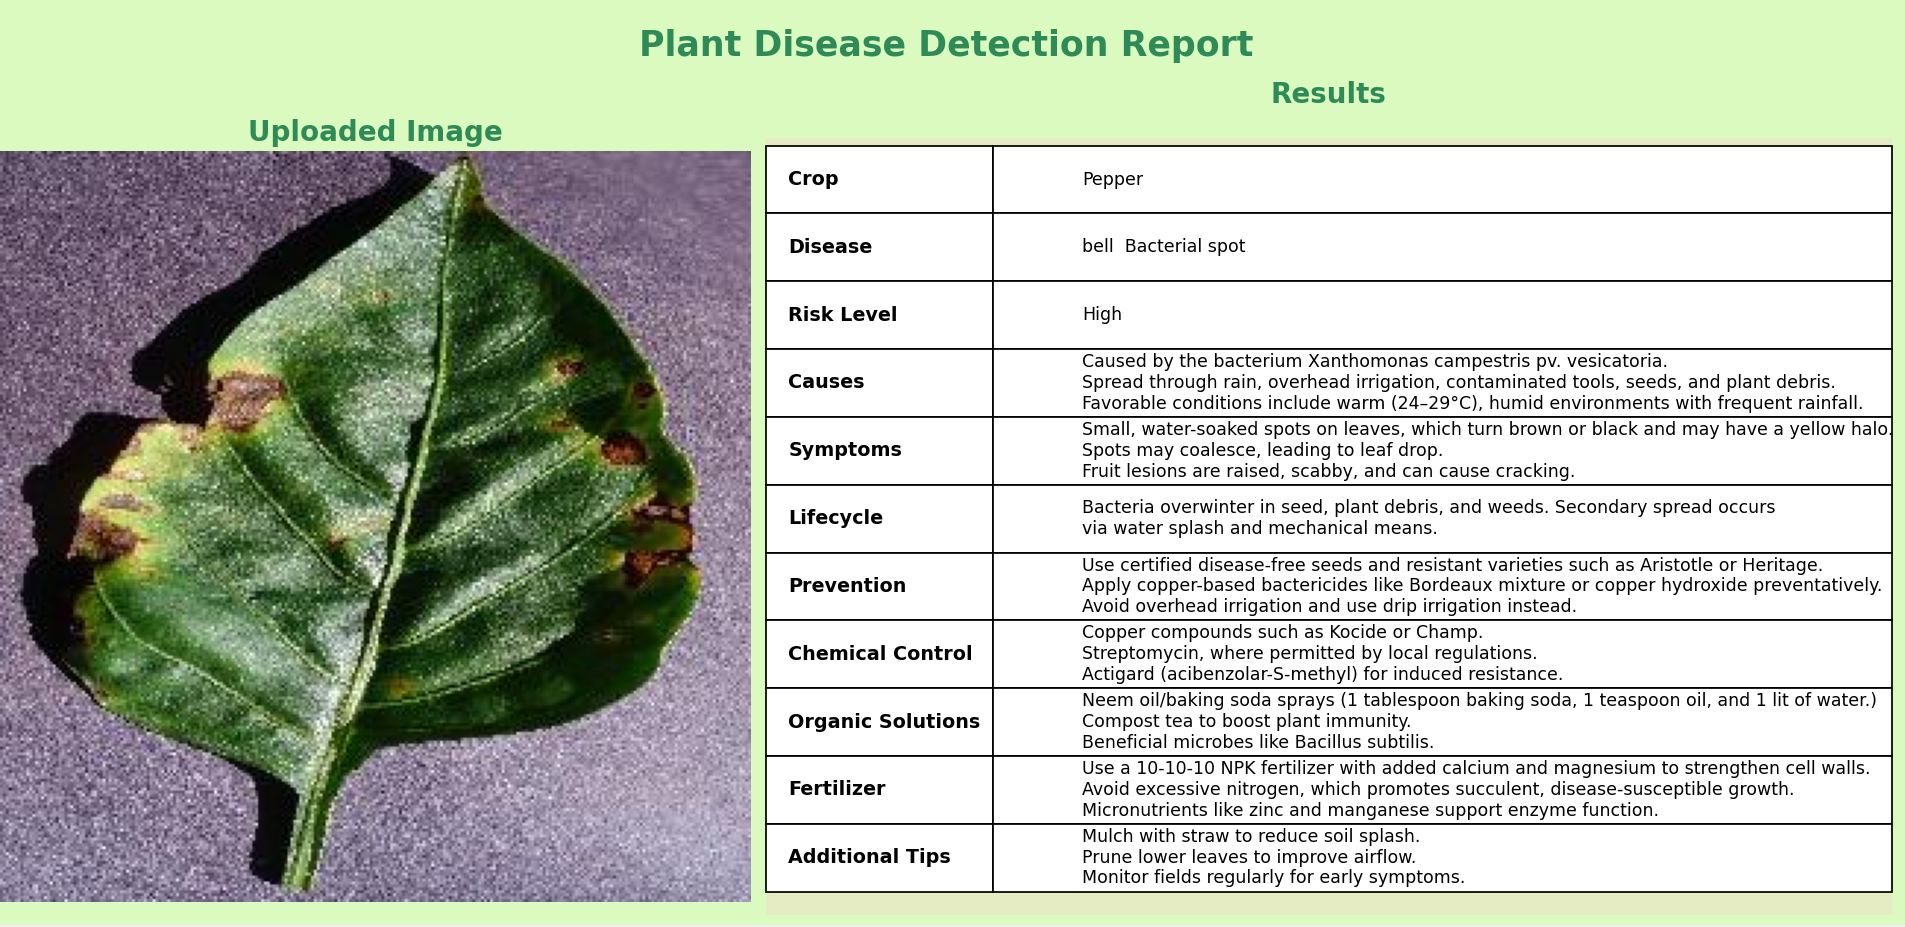 Plant Disease Detection Report
Results
Uploaded Image
Crop
Pepper
Disease
bell  Bacterial spot
Risk Level
High
Causes
Caused by the bacterium Xanthomonas campestris pv. vesicatoria.
Spread through rain, overhead irrigation, contaminated tools, seeds, and plant debris.
Favorable conditions include warm (24–29°C), humid environments with frequent rainfall.
Symptoms
Small, water-soaked spots on leaves, which turn brown or black and may have a yellow halo.
Spots may coalesce, leading to leaf drop.
Fruit lesions are raised, scabby, and can cause cracking.
Lifecycle
Bacteria overwinter in seed, plant debris, and weeds. Secondary spread occurs
via water splash and mechanical means.
Prevention
Use certified disease-free seeds and resistant varieties such as Aristotle or Heritage.
Apply copper-based bactericides like Bordeaux mixture or copper hydroxide preventatively.
Avoid overhead irrigation and use drip irrigation instead.
Chemical Control
Copper compounds such as Kocide or Champ.
Streptomycin, where permitted by local regulations.
Actigard (acibenzolar-S-methyl) for induced resistance.
Organic Solutions
Neem oil/baking soda sprays (1 tablespoon baking soda, 1 teaspoon oil, and 1 lit of water.)
Compost tea to boost plant immunity.
Beneficial microbes like Bacillus subtilis.
Fertilizer
Use a 10-10-10 NPK fertilizer with added calcium and magnesium to strengthen cell walls.
Avoid excessive nitrogen, which promotes succulent, disease-susceptible growth.
Micronutrients like zinc and manganese support enzyme function.
Additional Tips
Mulch with straw to reduce soil splash.
Prune lower leaves to improve airflow.
Monitor fields regularly for early symptoms.